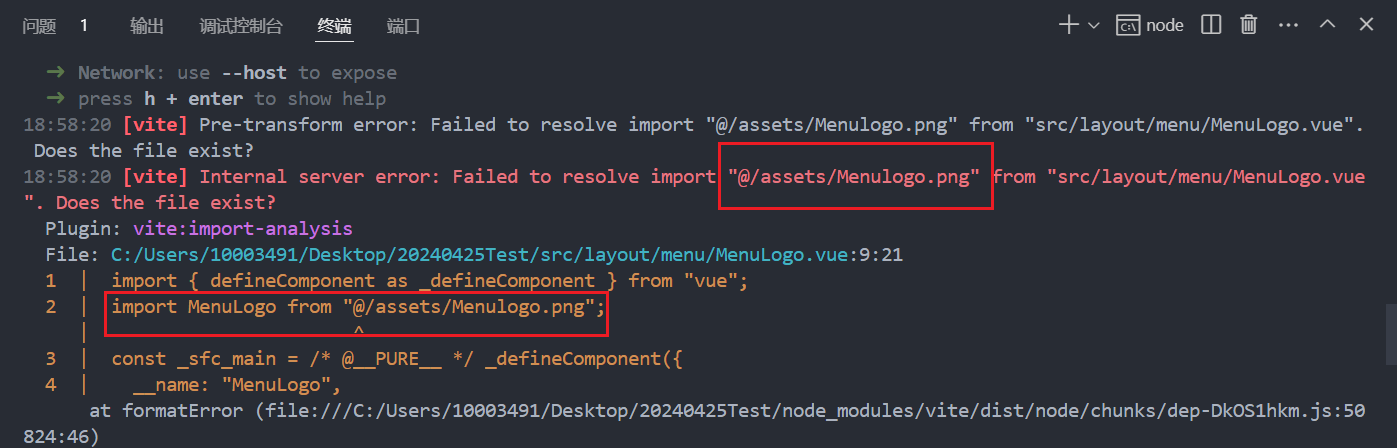 问题 1 输出 调试控制台 终端 端口 node
→ Network: use --host to expose
→ press h + enter to show help
18:58:20 [vite] Pre-transform error: Failed to resolve import "@/assets/Menulogo.png" from "src/layout/menu/MenuLogo.vue".
Does the file exist?
18:58:20 [vite] Internal server error: Failed to resolve import "@/assets/Menulogo.png" from "src/layout/menu/MenuLogo.vue
". Does the file exist?
Plugin: vite:import-analysis
File: C:/Users/10003491/Desktop/20240425Test/src/layout/menu/MenuLogo.vue:9:21
1 | import { defineComponent as _defineComponent } from "vue";
2 | import MenuLogo from "@/assets/Menulogo.png";
| ^
3 | const _sfc_main = /* @__PURE__ */ _defineComponent({
4 | __name: "MenuLogo",
at formatError (file:///C:/Users/10003491/Desktop/20240425Test/node_modules/vite/dist/node/chunks/dep-DkOS1hkm.js:50
824:46)